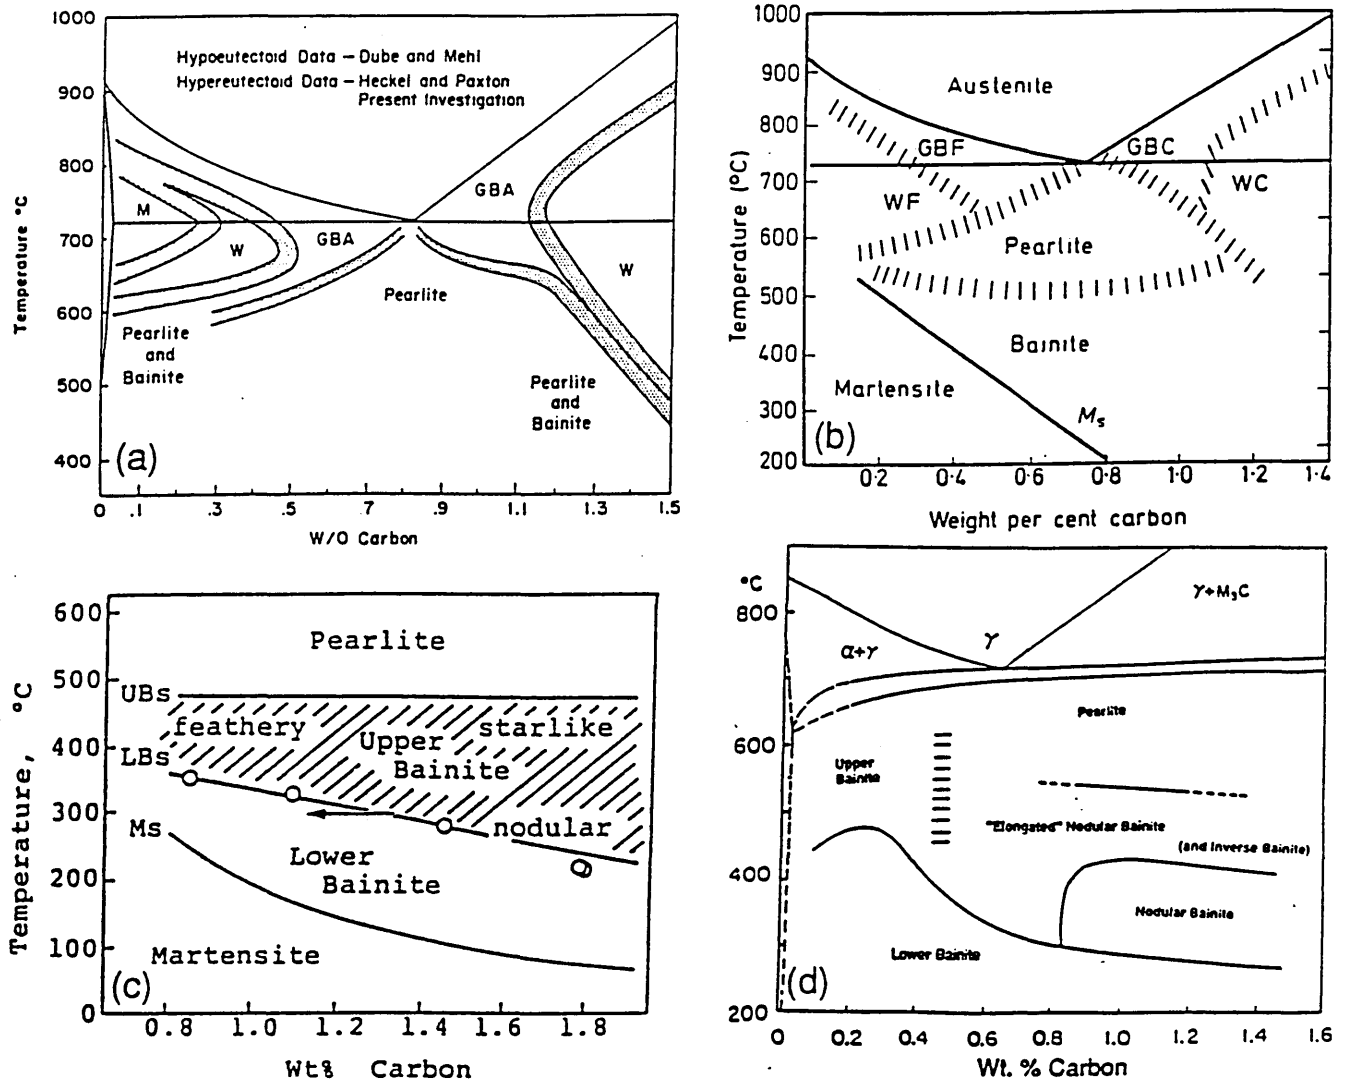 1000
900
800
700
600
500
400
Temperature °C
Hypoeutectoid Data – Dube and Mehl
Hypereutectoid Data – Heckel and Paxton
Present Investigation
GBA
M
W
GBA
W
Pearlite
Pearlite
and
Bainite
Pearlite
and
Bainite
(a)
0 .1 .3 .5 .7 .9 1.1 1.3 1.5
W/O Carbon
1000
900
800
700
600
500
400
300
200
Temperature (°C)
Austenite
GBF
GBC
WF
WC
Pearlite
Bainite
Martensite
Ms
(b)
0·2 0·4 0·6 0·8 1·0 1·2 1·4
Weight per cent carbon
600
500
400
300
200
100
0
Temperature, °C
UBs
LBs
Ms
Pearlite
feathery
starlike
Upper
Bainite
nodular
Lower
Bainite
Martensite
(c)
0.8 1.0 1.2 1.4 1.6 1.8
Wt% Carbon
°C
800
600
400
200
γ
γ+M₃C
α+γ
Pearlite
Upper
Bainite
"Elongated" Nodular Bainite
(and Inverse Bainite)
Nodular Bainite
Lower Bainite
(d)
0 0.2 0.4 0.6 0.8 1.0 1.2 1.4 1.6
Wt. % Carbon